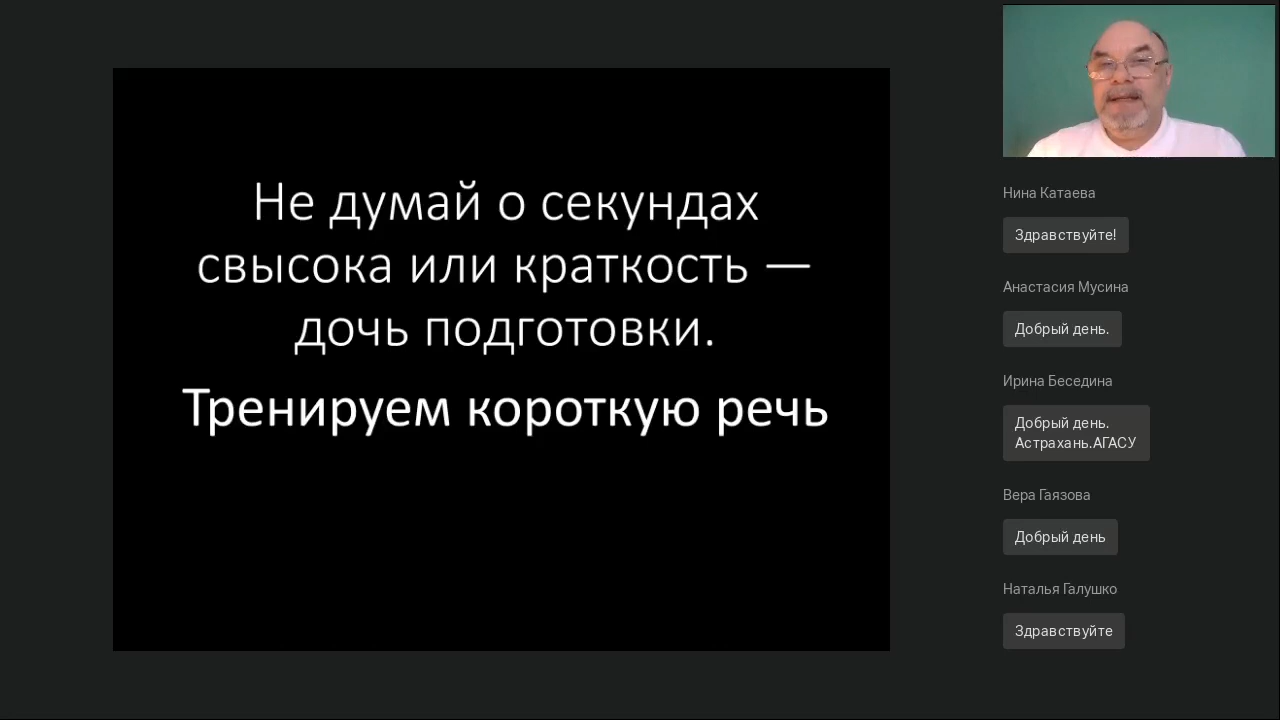 Не думай о секундах
свысока или краткость —
дочь подготовки.
Тренируем короткую речь
Нина Катаева
Здравствуйте!
Анастасия Мусина
Добрый день.
Ирина Беседина
Добрый день.
Астрахань.АГАСУ
Вера Гаязова
Добрый день
Наталья Галушко
Здравствуйте